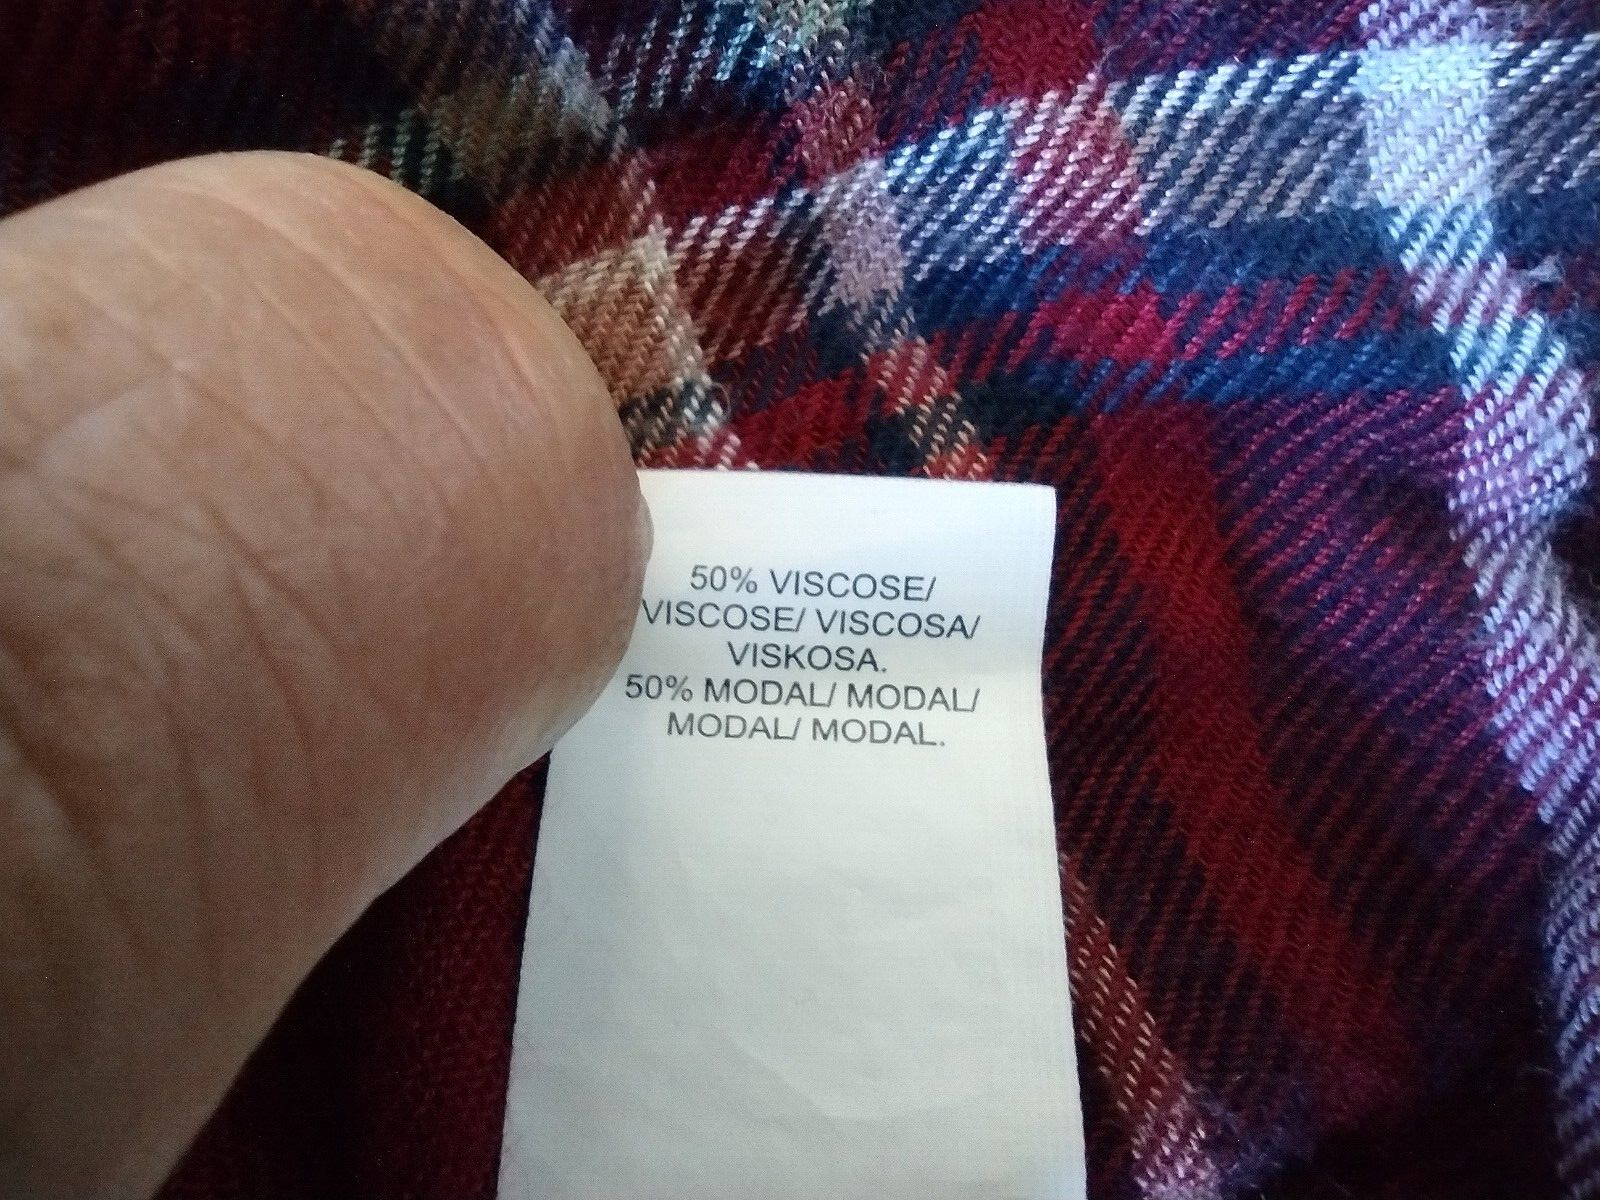 50% VISCOSE/
VISCOSE/ VISCOSA/
VISKOSA.
50% MODAL/ MODAL/
MODAL/ MODAL.